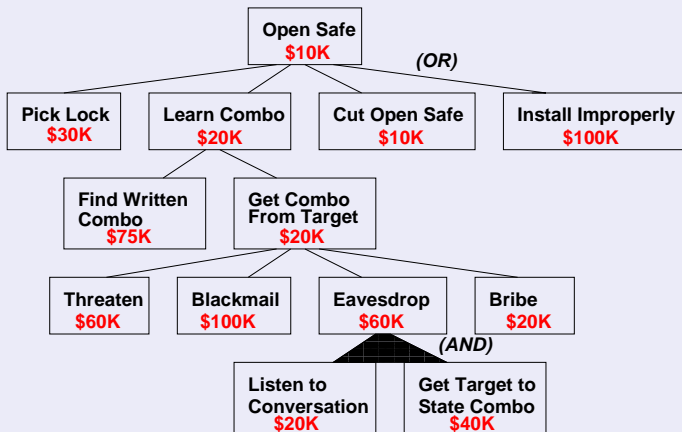 Open Safe
$10K
(OR)
Pick Lock
$30K
Learn Combo
$20K
Cut Open Safe
$10K
Install Improperly
$100K
Find Written
Combo
$75K
Get Combo
From Target
$20K
Threaten
$60K
Blackmail
$100K
Eavesdrop
$60K
Bribe
$20K
(AND)
Listen to
Conversation
$20K
Get Target to
State Combo
$40K